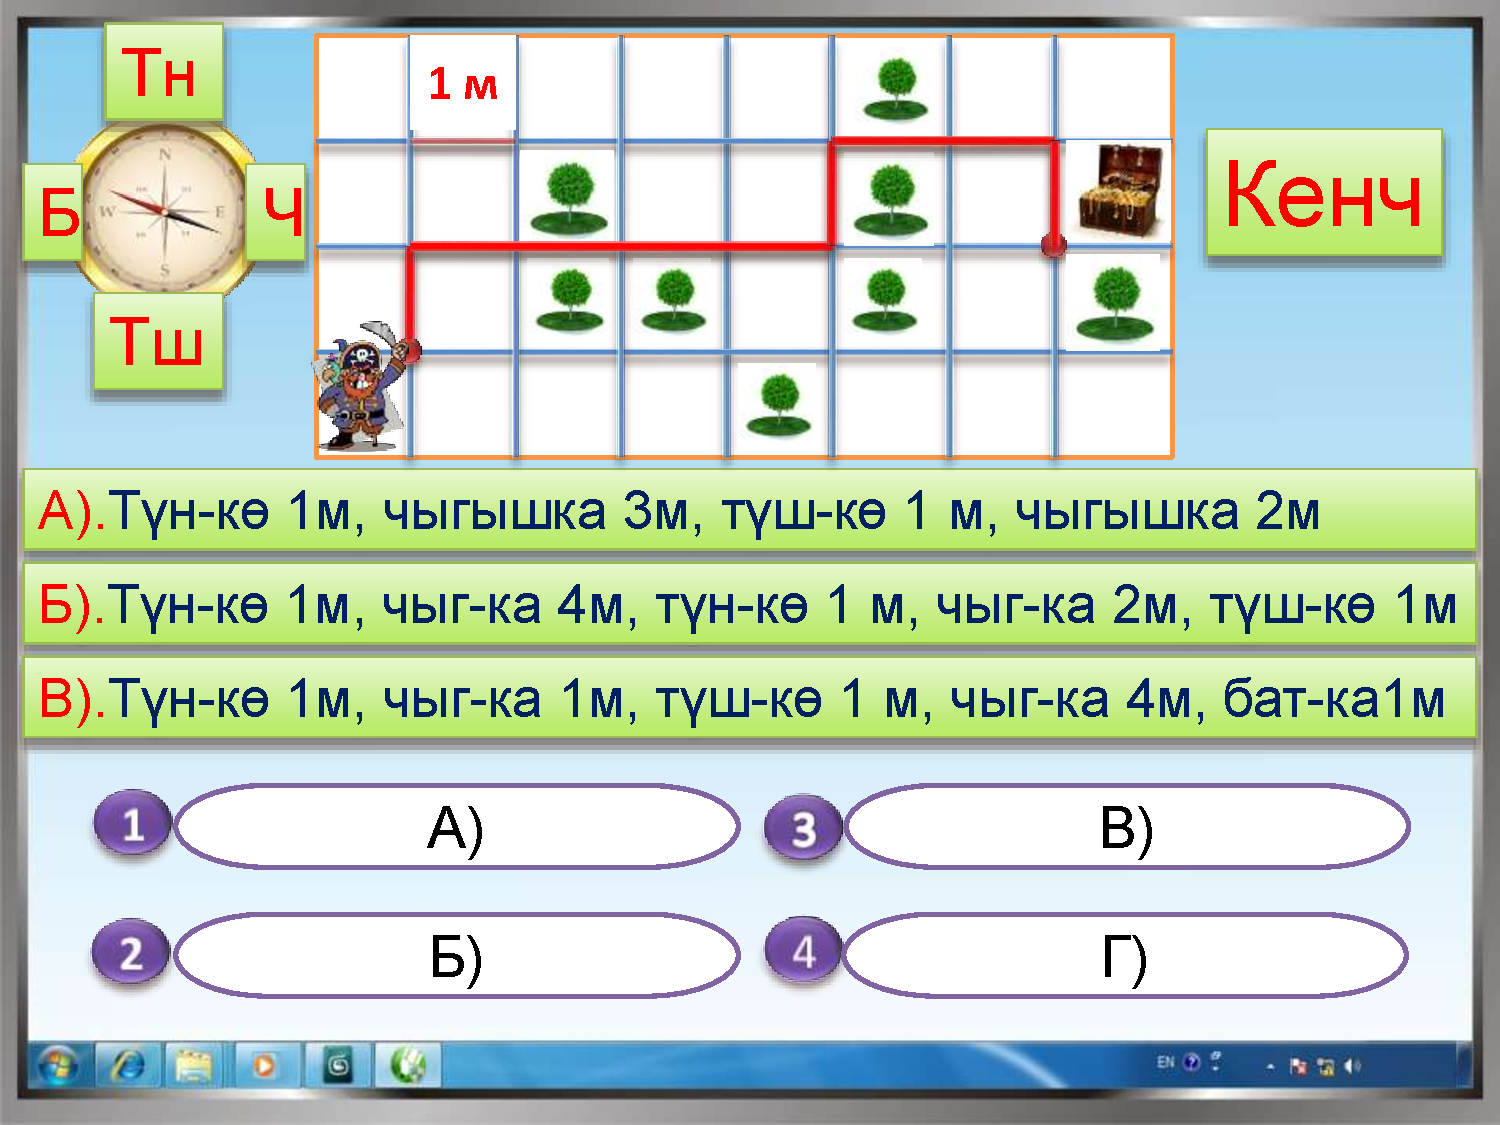 Тн
1 м
Б
Ч
N
W
E
S
Кенч
Тш
А).Түн-кө 1м, чыгышка 3м, түш-кө 1 м, чыгышка 2м
Б).Түн-кө 1м, чыг-ка 4м, түн-кө 1 м, чыг-ка 2м, түш-кө 1м
В).Түн-кө 1м, чыг-ка 1м, түш-кө 1 м, чыг-ка 4м, бат-ка1м
1 А)
3 В)
2 Б)
4 Г)
EN